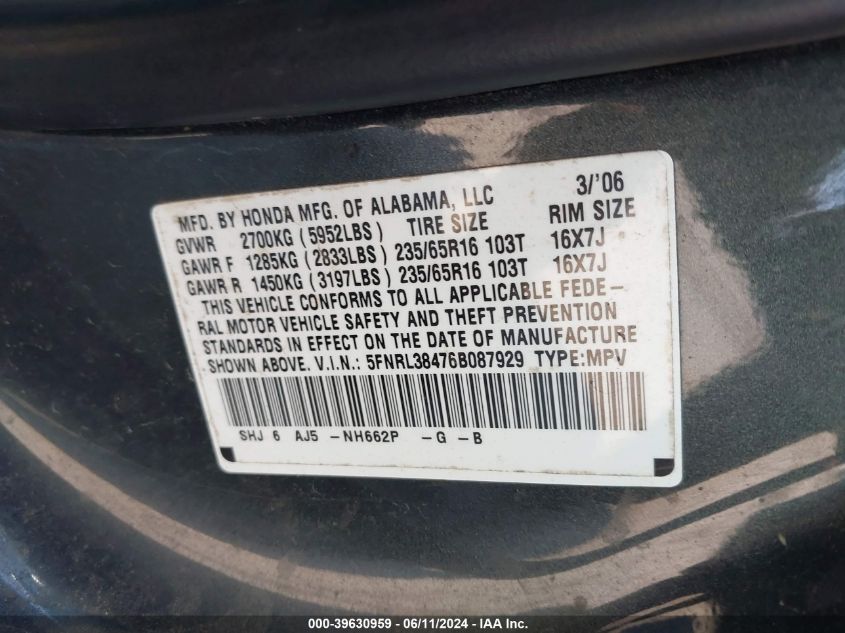 MFD. BY HONDA MFG. OF ALABAMA, LLC 3/'06
GVWR 2700KG (5952LBS) TIRE SIZE RIM SIZE
GAWR F 1285KG (2833LBS) 235/65R16 103T 16X7J
GAWR R 1450KG (3197LBS) 235/65R16 103T 16X7J
THIS VEHICLE CONFORMS TO ALL APPLICABLE FEDE-
RAL MOTOR VEHICLE SAFETY AND THEFT PREVENTION
STANDARDS IN EFFECT ON THE DATE OF MANUFACTURE
SHOWN ABOVE. V.I.N.: 5FNRL38476B087929 TYPE:MPV
SHJ 6 AJ5 -NH662P -G -B
000-39630959 - 06/11/2024 - IAA Inc.